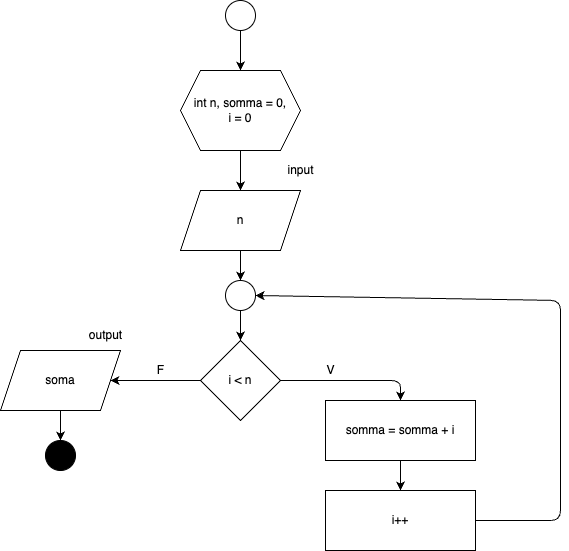 int n, somma = 0,
i = 0
input
n
output
i < n
F
V
soma
somma = somma + i
i++